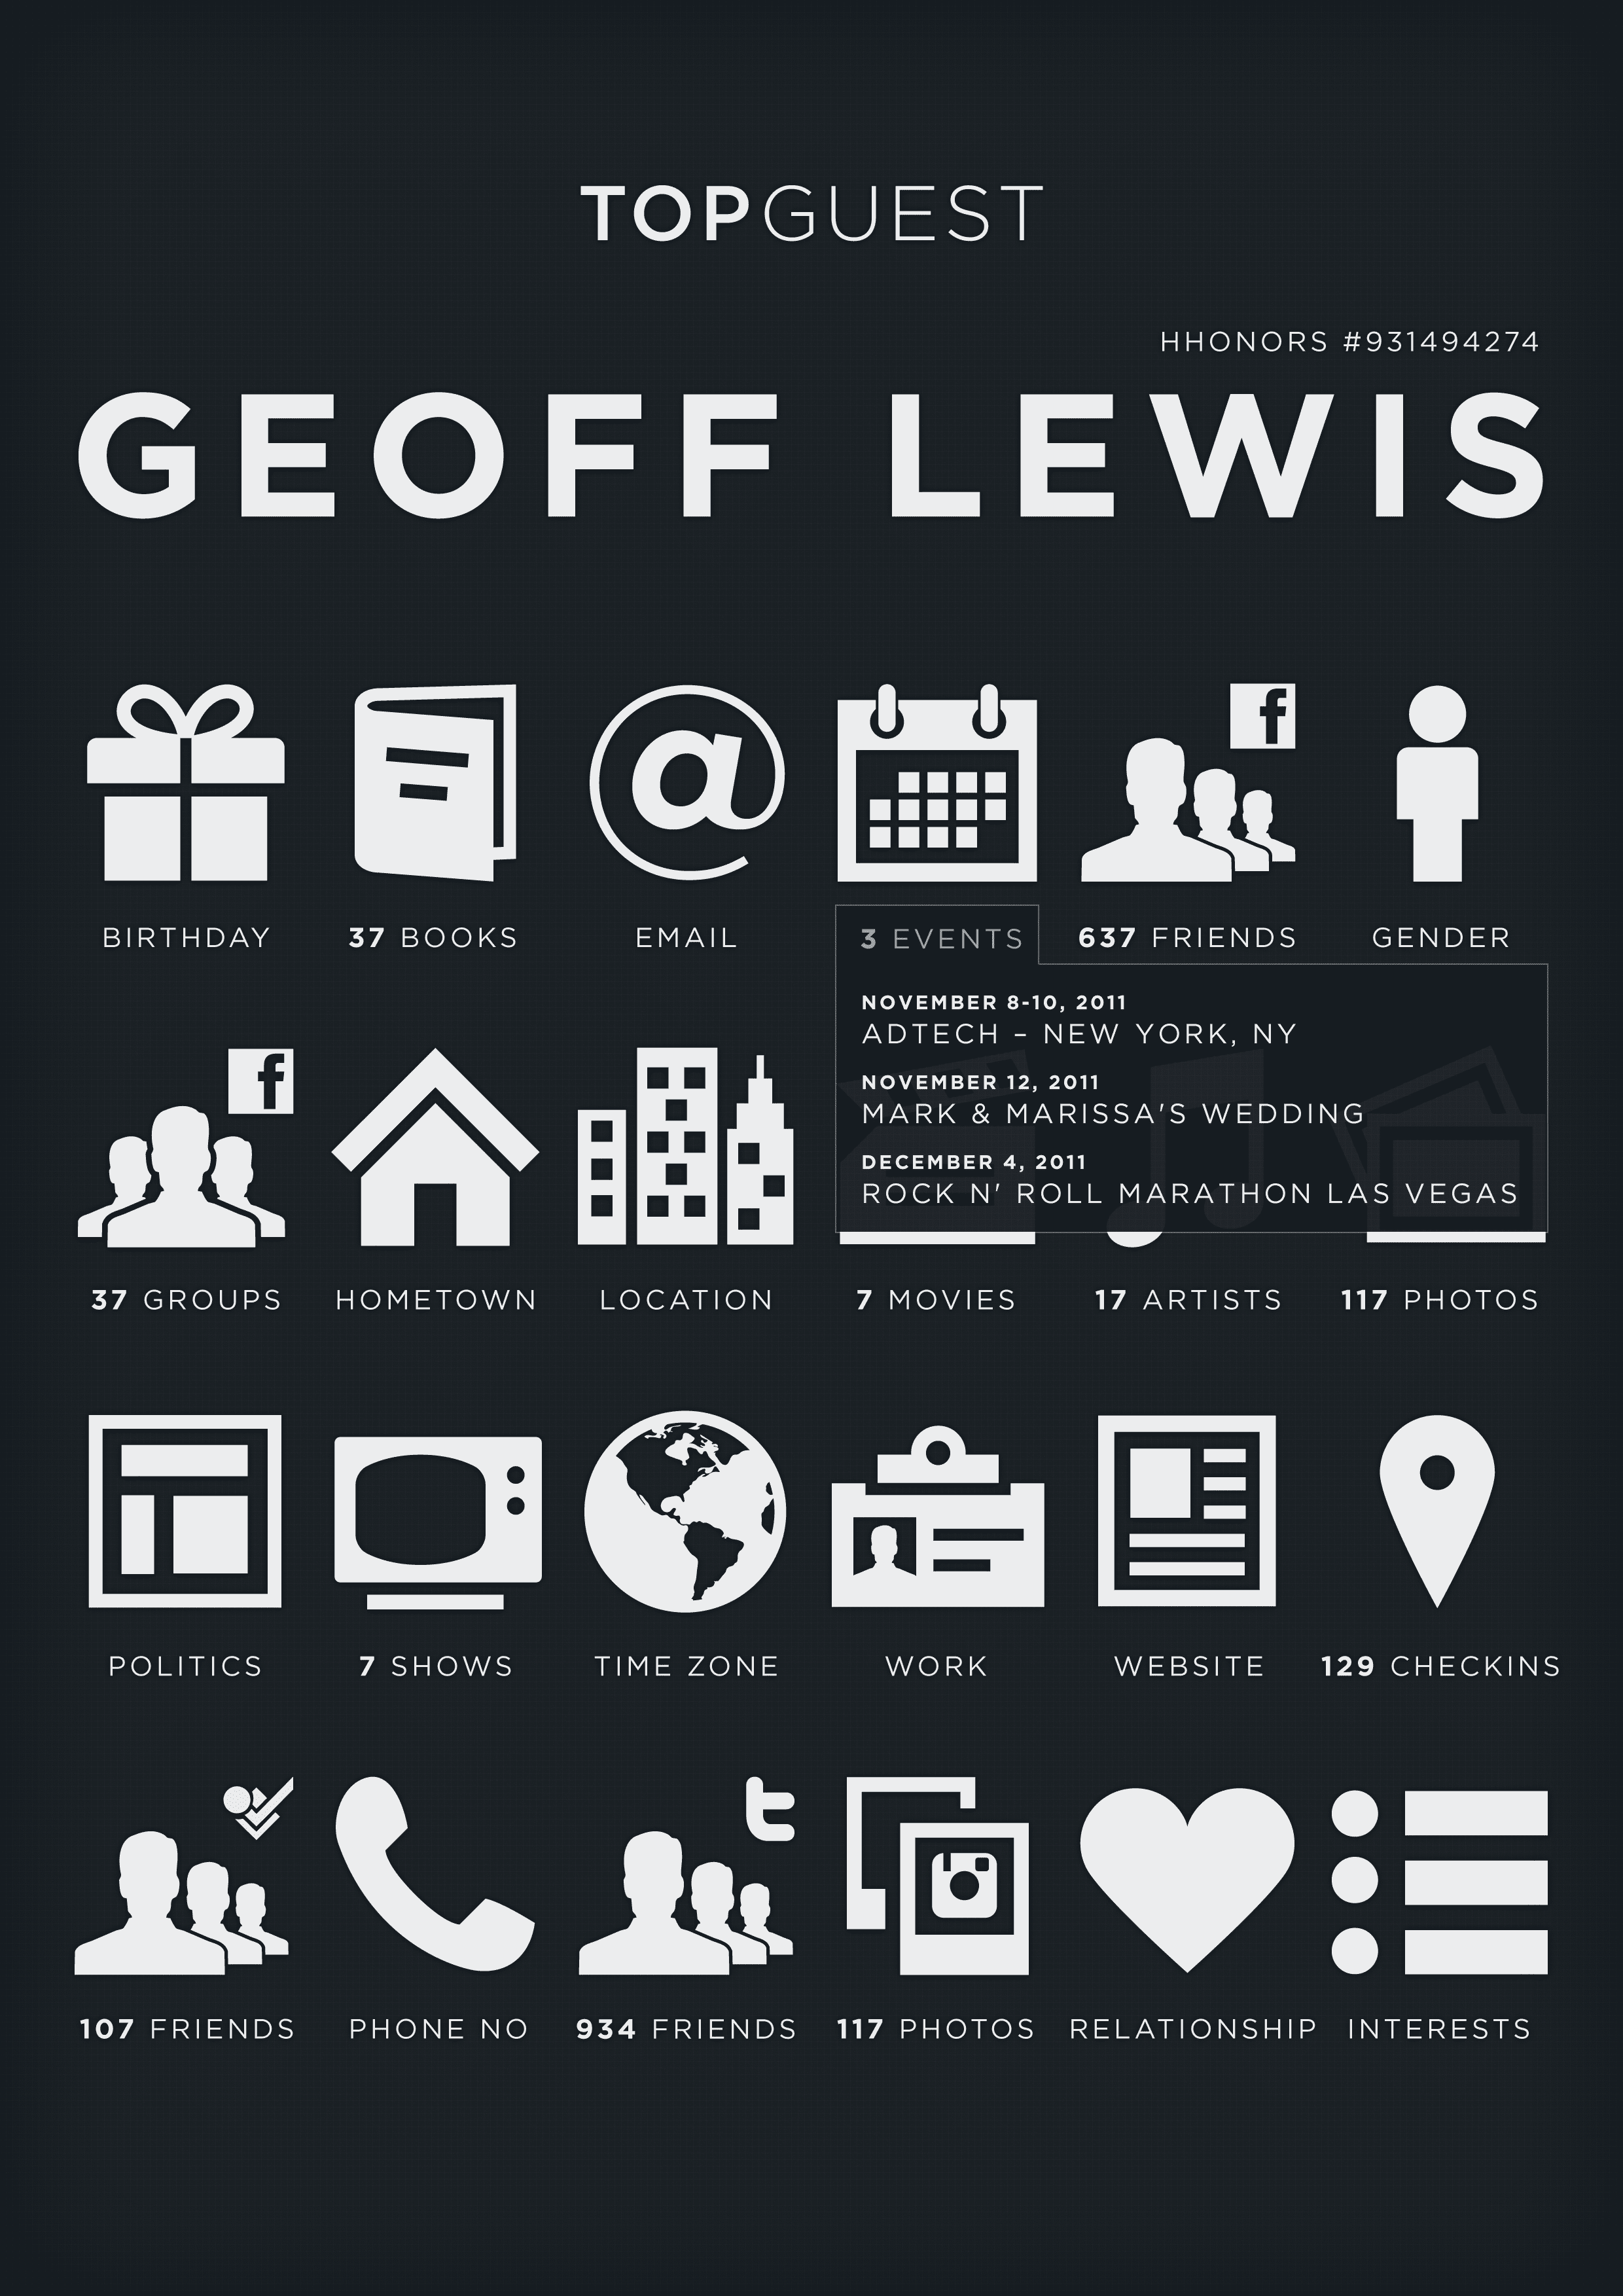 TOPGUEST
HHONORS #931494274
GEOFF LEWIS
BIRTHDAY
37 BOOKS
EMAIL
3 EVENTS
637 FRIENDS
GENDER
NOVEMBER 8-10, 2011
ADTECH – NEW YORK, NY
NOVEMBER 12, 2011
MARK & MARISSA'S WEDDING
DECEMBER 4, 2011
ROCK N' ROLL MARATHON LAS VEGAS
37 GROUPS
HOMETOWN
LOCATION
7 MOVIES
17 ARTISTS
117 PHOTOS
POLITICS
7 SHOWS
TIME ZONE
WORK
WEBSITE
129 CHECKINS
107 FRIENDS
PHONE NO
934 FRIENDS
117 PHOTOS
RELATIONSHIP
INTERESTS